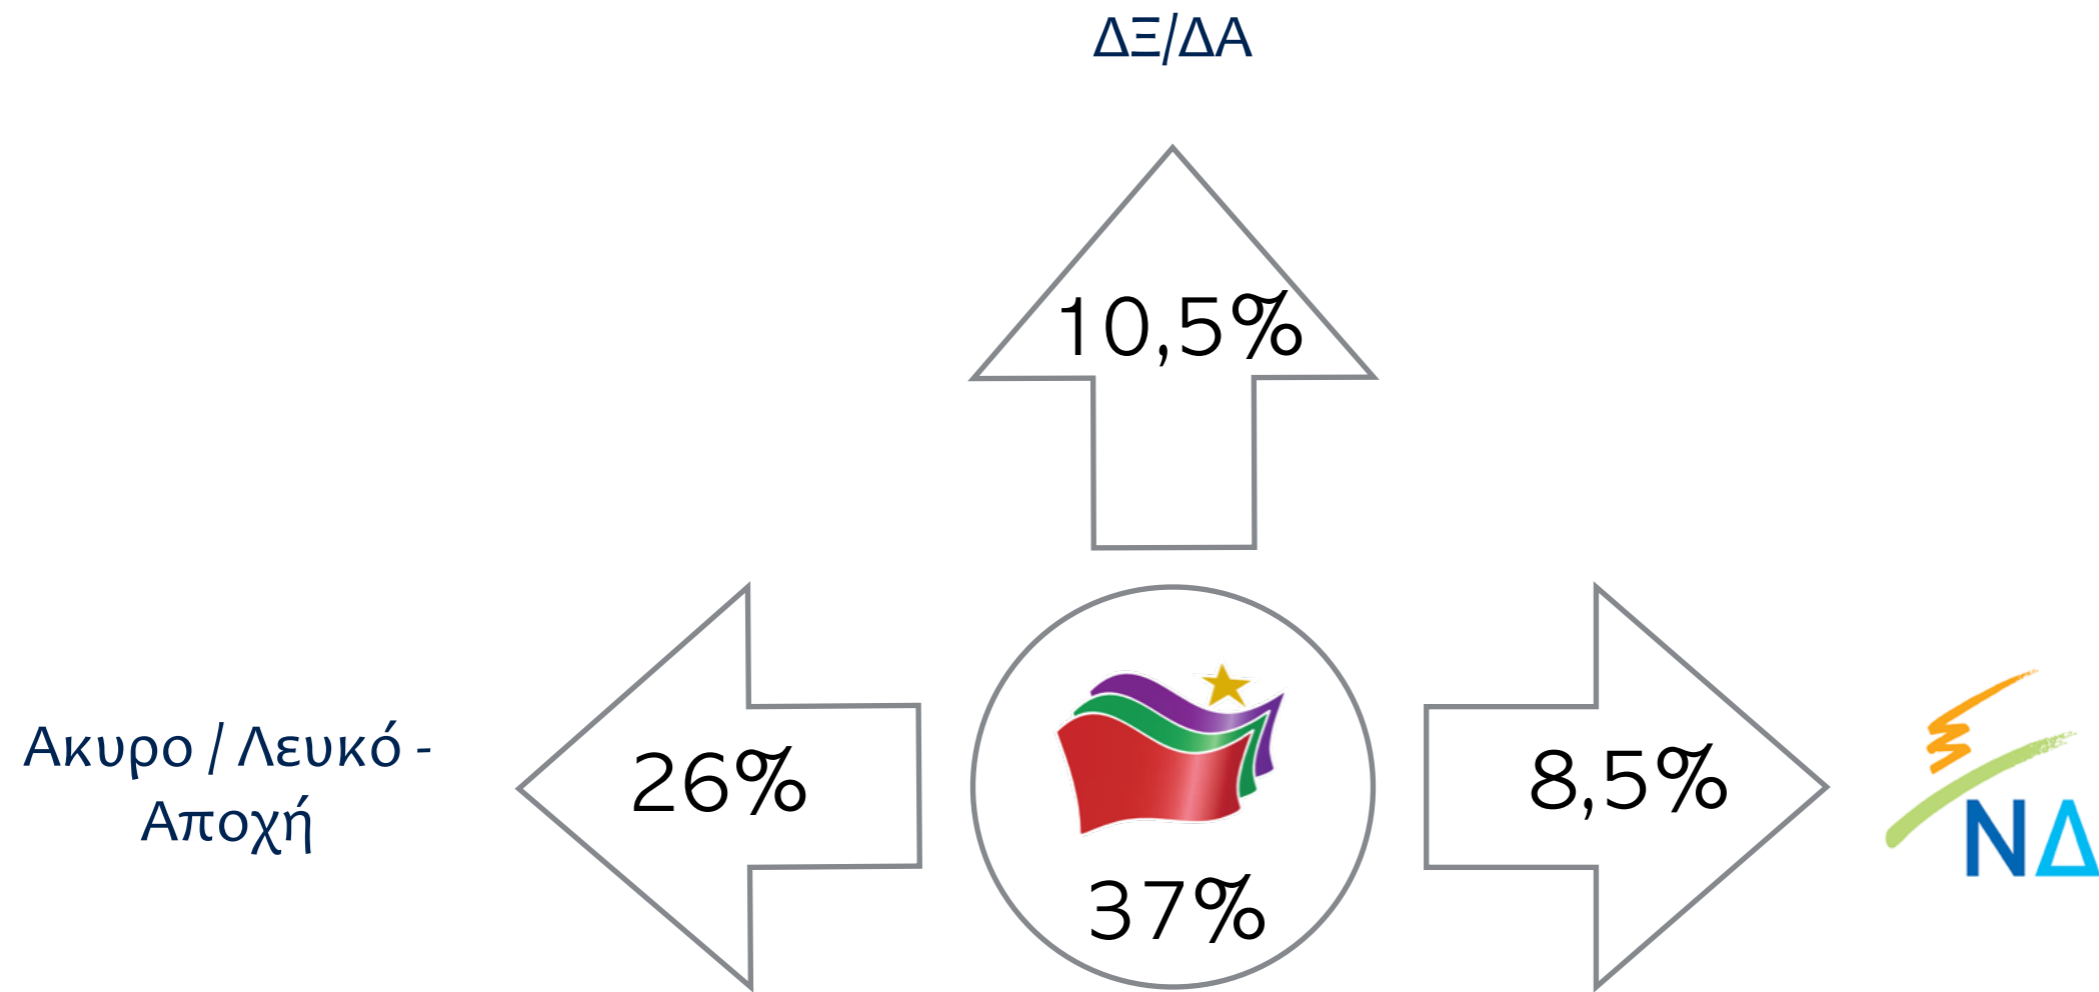 ΔΞ/ΔΑ
10,5%
Ακυρο / Λευκό -
Αποχή
26%
37%
8,5%
ΝΔ